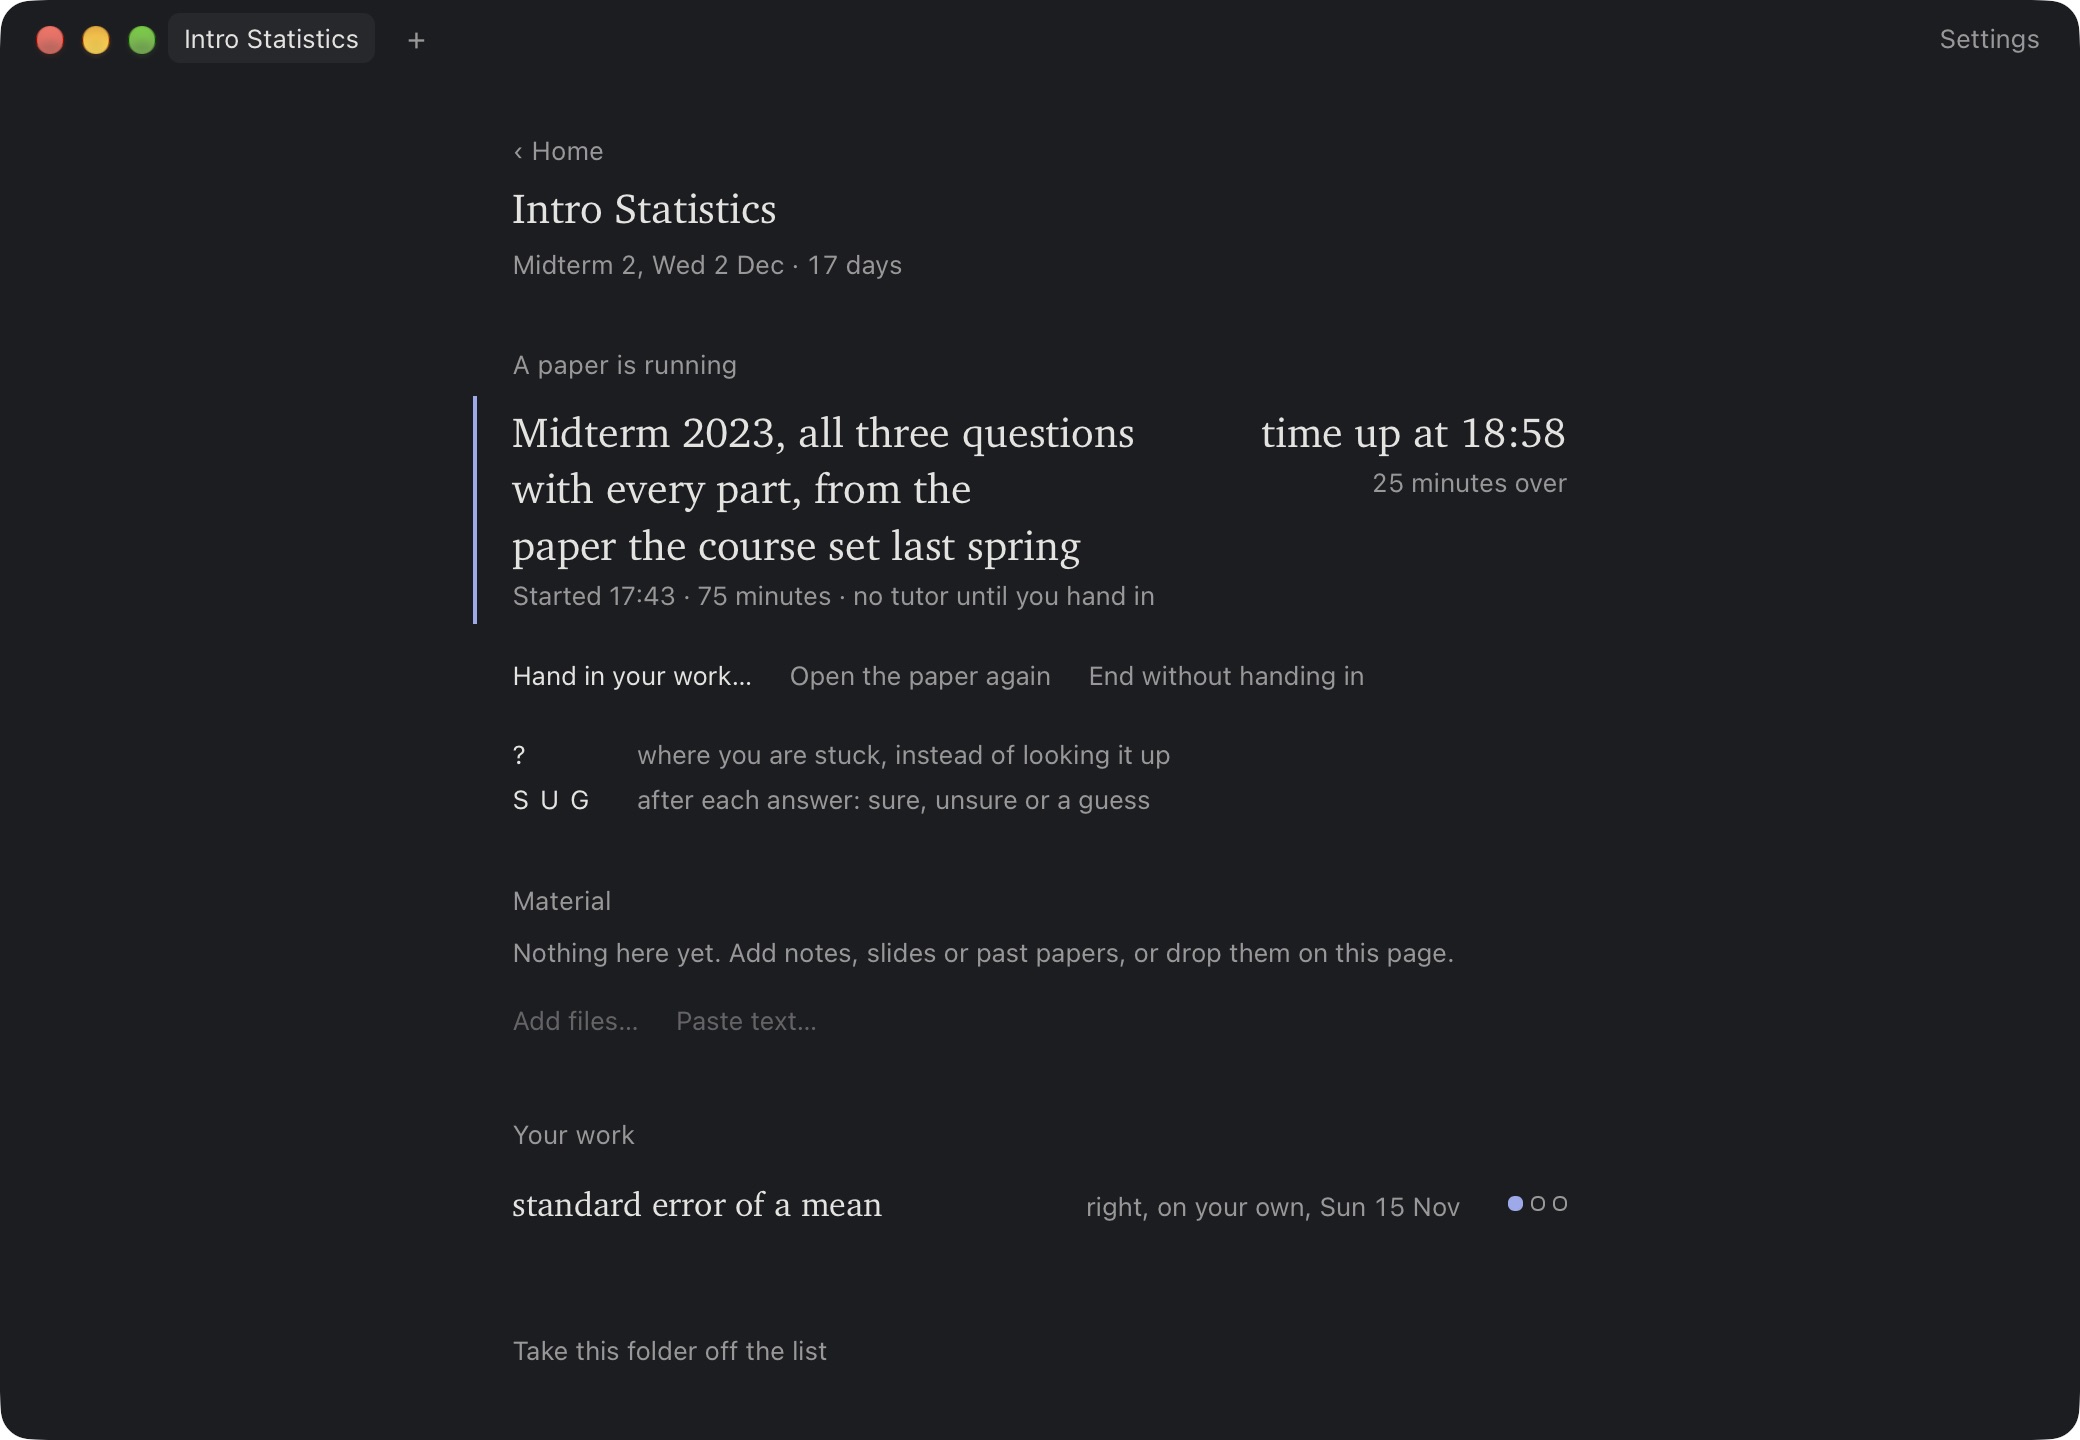 Intro Statistics
+
Settings
‹ Home
Intro Statistics
Midterm 2, Wed 2 Dec · 17 days
A paper is running
Midterm 2023, all three questions
with every part, from the
paper the course set last spring
time up at 18:58
25 minutes over
Started 17:43 · 75 minutes · no tutor until you hand in
Hand in your work... Open the paper again End without handing in
? where you are stuck, instead of looking it up
S U G after each answer: sure, unsure or a guess
Material
Nothing here yet. Add notes, slides or past papers, or drop them on this page.
Add files... Paste text...
Your work
standard error of a mean right, on your own, Sun 15 Nov
Take this folder off the list